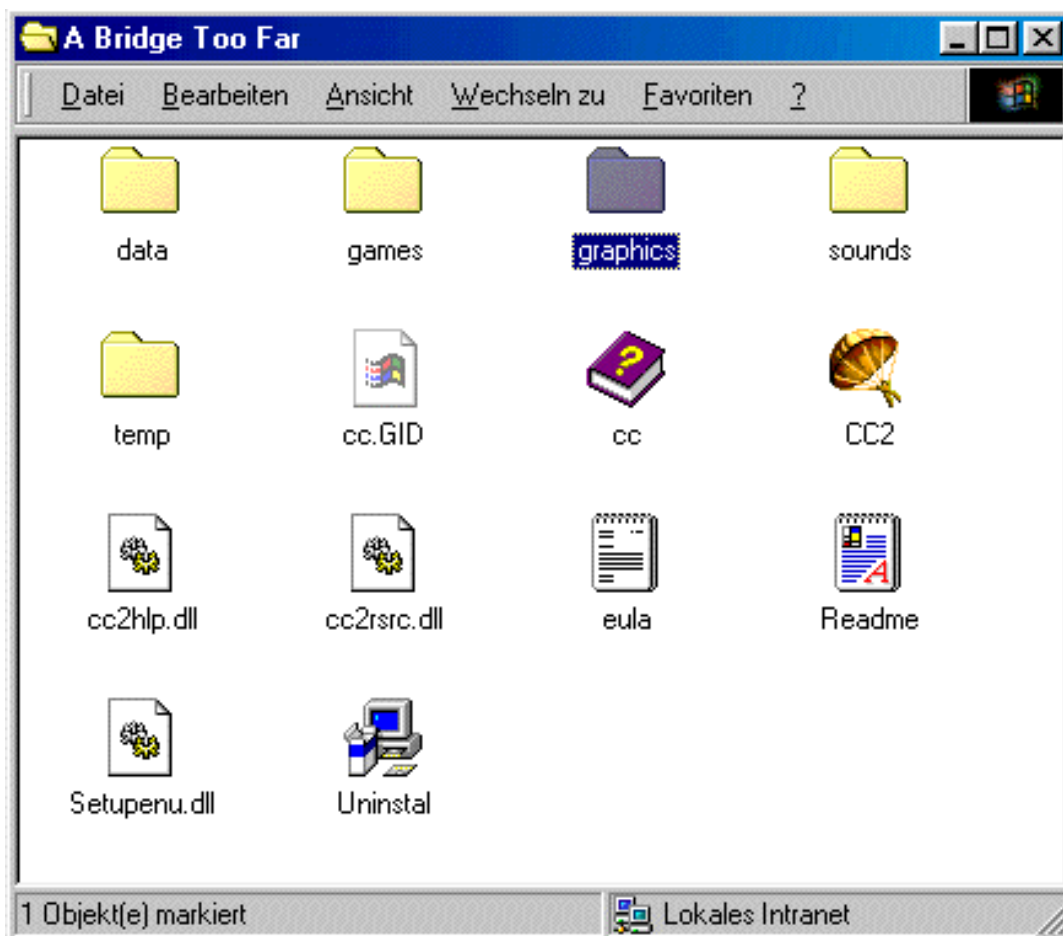 A Bridge Too Far
Datei Bearbeiten Ansicht Wechseln zu Favoriten ?
data games graphics sounds
temp cc.GID cc CC2
cc2hlp.dll cc2rsrc.dll eula Readme
Setupenu.dll Uninstal
1 Objekt(e) markiert Lokales Intranet